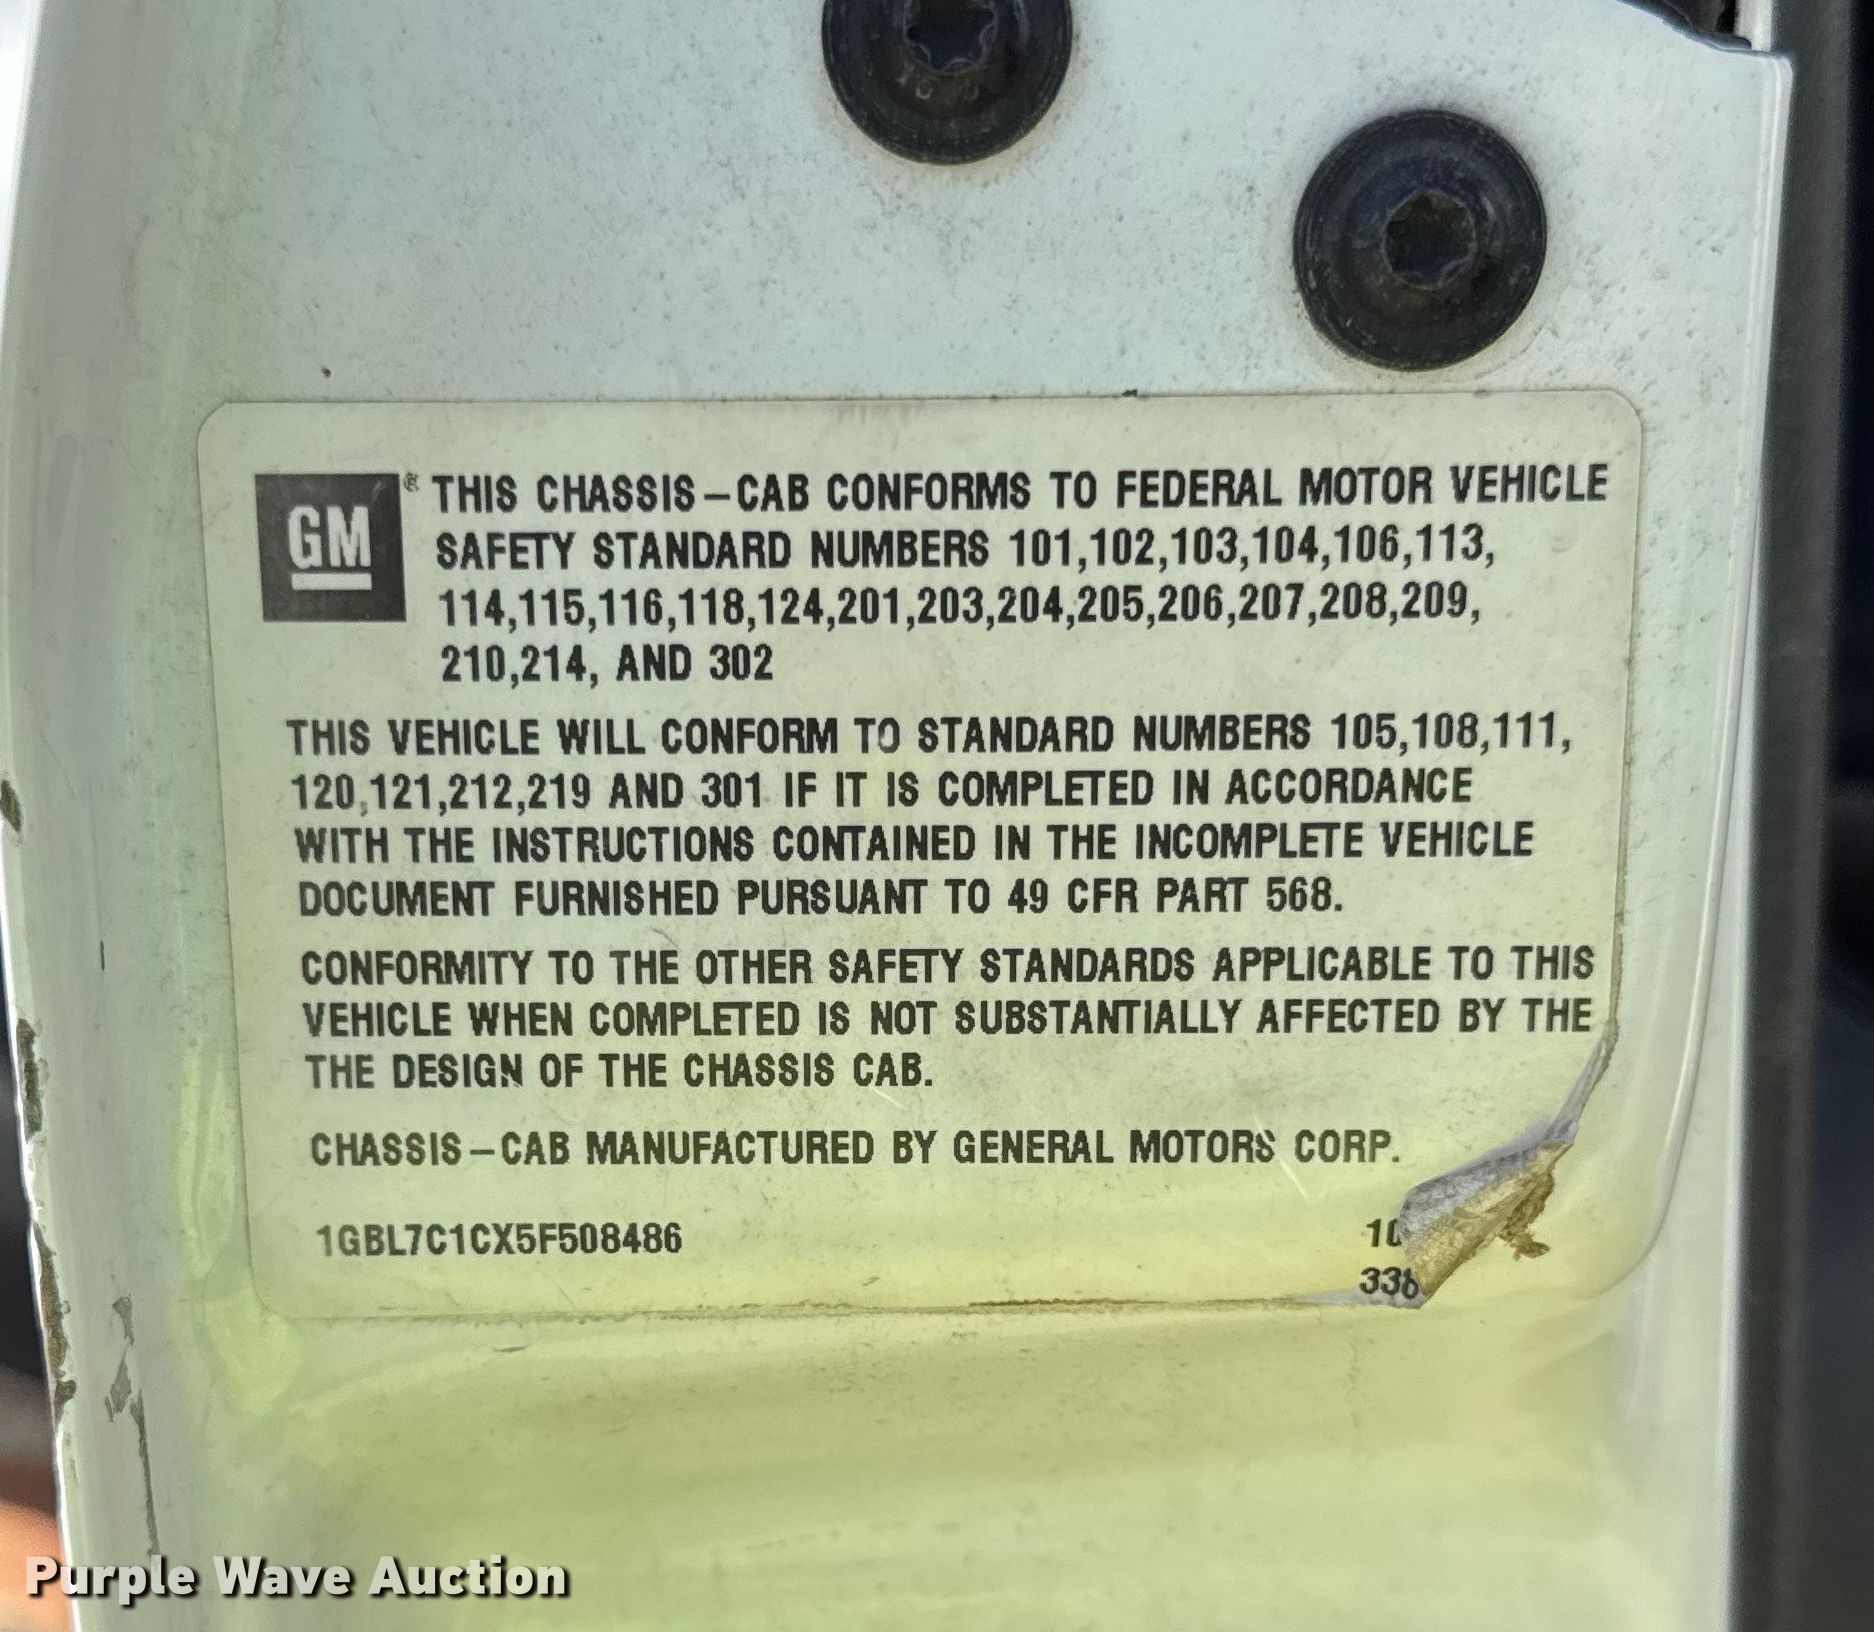 GM ® THIS CHASSIS-CAB CONFORMS TO FEDERAL MOTOR VEHICLE
SAFETY STANDARD NUMBERS 101,102,103,104,106,113,
114,115,116,118,124,201,203,204,205,206,207,208,209,
210,214, AND 302
THIS VEHICLE WILL CONFORM TO STANDARD NUMBERS 105,108,111,
120,121,212,219 AND 301 IF IT IS COMPLETED IN ACCORDANCE
WITH THE INSTRUCTIONS CONTAINED IN THE INCOMPLETE VEHICLE
DOCUMENT FURNISHED PURSUANT TO 49 CFR PART 568.
CONFORMITY TO THE OTHER SAFETY STANDARDS APPLICABLE TO THIS
VEHICLE WHEN COMPLETED IS NOT SUBSTANTIALLY AFFECTED BY THE
THE DESIGN OF THE CHASSIS CAB.
CHASSIS-CAB MANUFACTURED BY GENERAL MOTORS CORP.
1GBL7C1CX5F508486
Purple Wave Auction